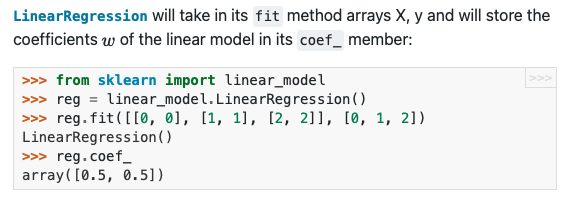 LinearRegression will take in its fit method arrays X, y and will store the
coefficients w of the linear model in its coef_ member:
>>>
>>> from sklearn import linear_model
>>> reg = linear_model.LinearRegression()
>>> reg.fit([[0, 0], [1, 1], [2, 2]], [0, 1, 2])
LinearRegression()
>>> reg.coef_
array([0.5, 0.5])